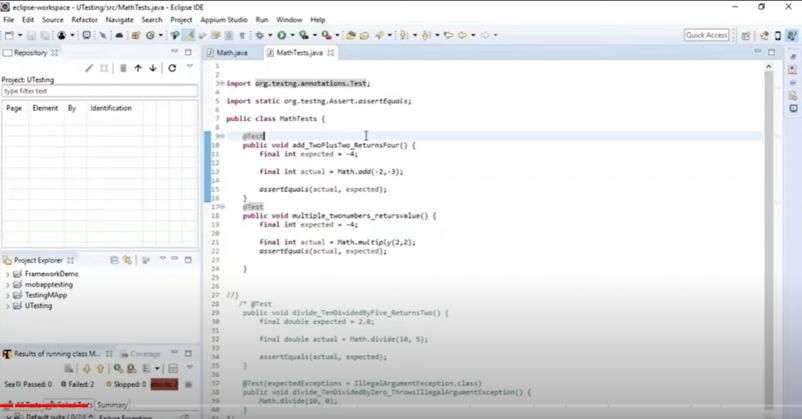 eclipse-workspace - UTesting/src/MathTests.java - Eclipse IDE
File Edit Source Refactor Navigate Search Project Appium Studio Run Window Help
Quick Access
Repository
Project: UTesting
type filter text
Page Element By Identification
Project Explorer
FrameworkDemo
mobapptesting
TestingMApp
UTesting
Results of running class M... Coverage
Passed: 0 Failed: 2 Skipped: 0
Failed Tests Summary
Default suite
Failure Exception
Math.java MathTests.java
1
2
3 import org.testng.annotations.Test;
4
5 import static org.testng.Assert.assertEquals;
6
7 public class MathTests {
8
9 @Test
10 public void add_TwoPlusTwo_ReturnsFour() {
11 final int expected = -4;
12
13 final int actual = Math.add(-2,-3);
14
15 assertEquals(actual, expected);
16 }
17 @Test
18 public void multiple_twonumbers_retursvalue() {
19 final int expected = -4;
20
21 final int actual = Math.multiply(2,2);
22 assertEquals(actual, expected);
23
24 }
25
26
27 //}
28 /* @Test
29 public void divide_TenDividedByFive_ReturnsTwo() {
30 final double expected = 2.0;
31
32 final double actual = Math.divide(10, 5);
33
34 assertEquals(actual, expected);
35 }
36
37 @Test(expectedExceptions = IllegalArgumentException.class)
38 public void divide_TenDividedByZero_ThrowsIllegalArgumentException() {
39 Math.divide(10, 0);
40 }